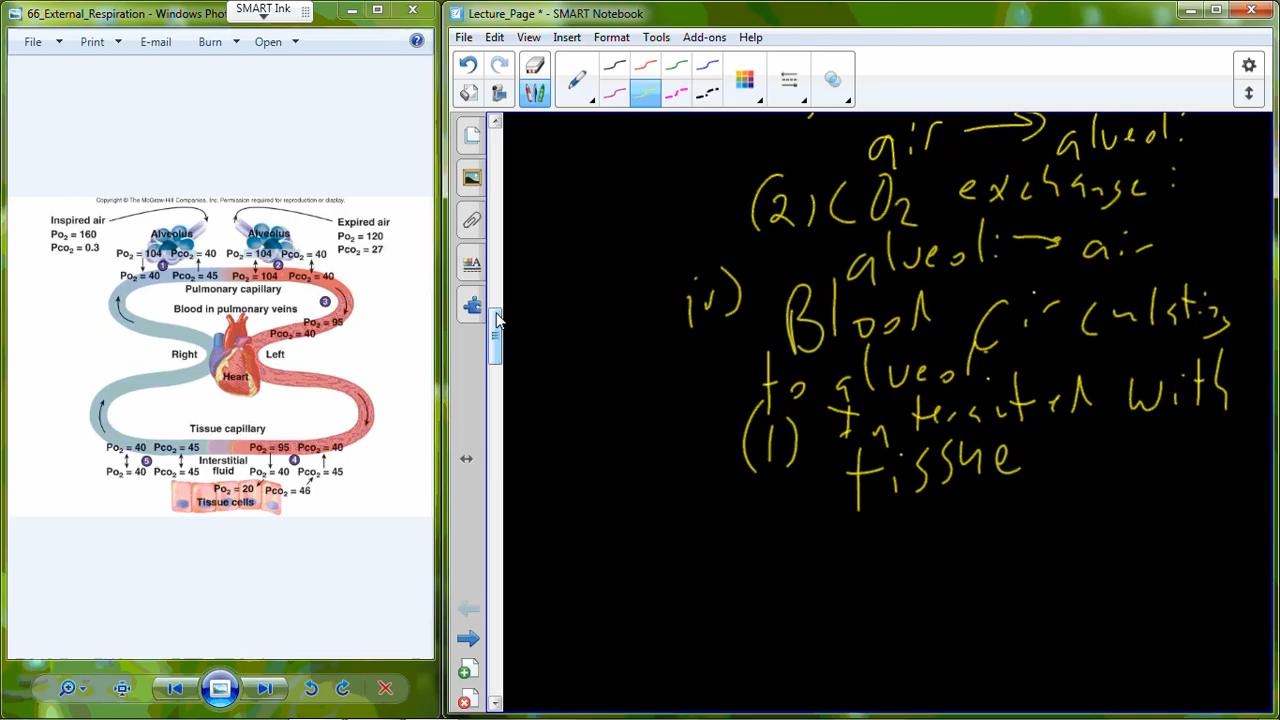 66_External_Respiration - Windows Pho
SMART Ink
File Print E-mail Burn Open
Copyright © The McGraw-Hill Companies, Inc. Permission required for reproduction or display.
Inspired air
Po2 = 160
Pco2 = 0.3
Expired air
Po2 = 120
Pco2 = 27
Alveolus Alveolus
Po2 = 104 Pco2 = 40 Po2 = 104 Pco2 = 40
1 2
Po2 = 40 Pco2 = 45 Po2 = 104 Pco2 = 40
Pulmonary capillary
3
Blood in pulmonary veins
Po2 = 95
Pco2 = 40
Right Left
Heart
Tissue capillary
Po2 = 40 Pco2 = 45 Po2 = 95 Pco2 = 40
5 Interstitial fluid 4
Po2 = 40 Pco2 = 45 Po2 = 40 Pco2 = 45
Po2 = 20 Pco2 = 46
Tissue cells
Lecture_Page * - SMART Notebook
File Edit View Insert Format Tools Add-ons Help
air → alveoli
(2) CO2 exchange:
alveoli → air
iv) Blood Circulating
to alveoli
(1) Interacted with
tissue